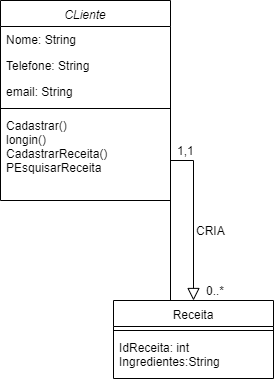 CLiente
Nome: String
Telefone: String
email: String
Cadastrar()
longin()
CadastrarReceita()
PEsquisarReceita
1,1
CRIA
0..*
Receita
IdReceita: int
Ingredientes:String